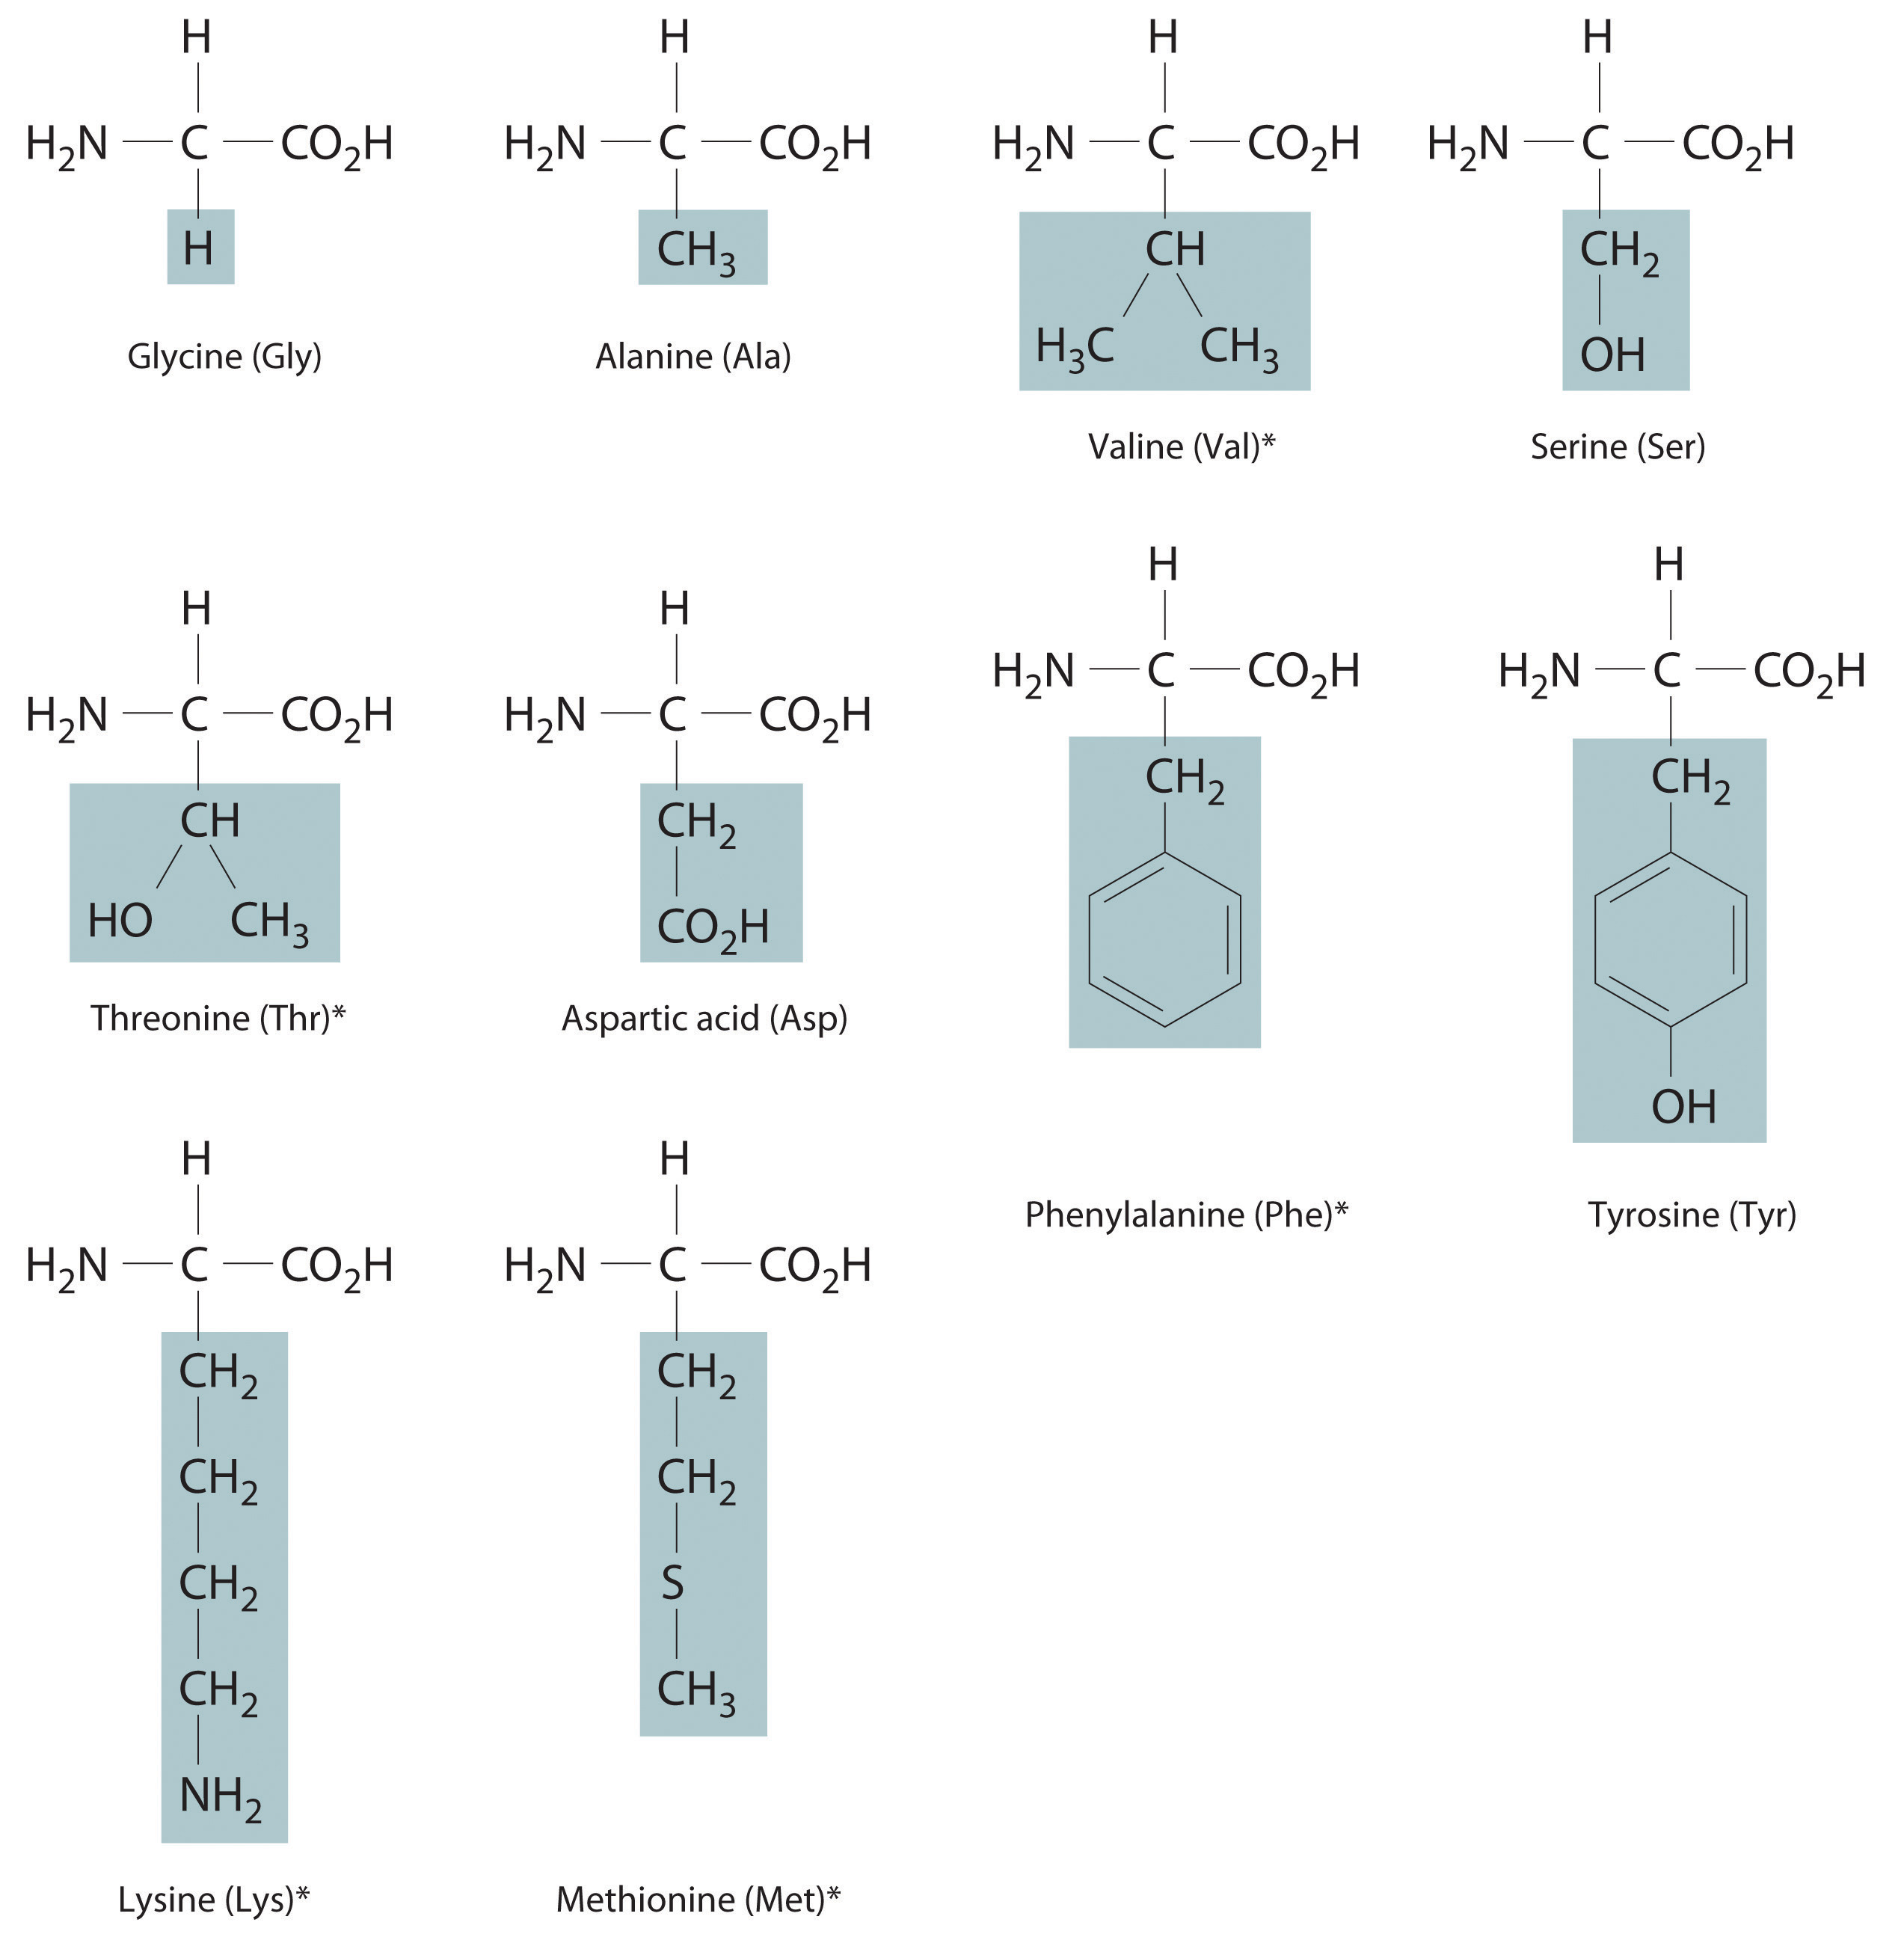 H
H₂N — C — CO₂H
H
Glycine (Gly)
H
H₂N — C — CO₂H
CH₃
Alanine (Ala)
H
H₂N — C — CO₂H
CH
H₃C CH₃
Valine (Val)*
H
H₂N — C — CO₂H
CH₂
OH
Serine (Ser)
H
H₂N — C — CO₂H
CH
HO CH₃
Threonine (Thr)*
H
H₂N — C — CO₂H
CH₂
CO₂H
Aspartic acid (Asp)
H
H₂N — C — CO₂H
CH₂
Phenylalanine (Phe)*
H
H₂N — C — CO₂H
CH₂
OH
Tyrosine (Tyr)
H
H₂N — C — CO₂H
CH₂
CH₂
CH₂
CH₂
NH₂
Lysine (Lys)*
H
H₂N — C — CO₂H
CH₂
CH₂
S
CH₃
Methionine (Met)*